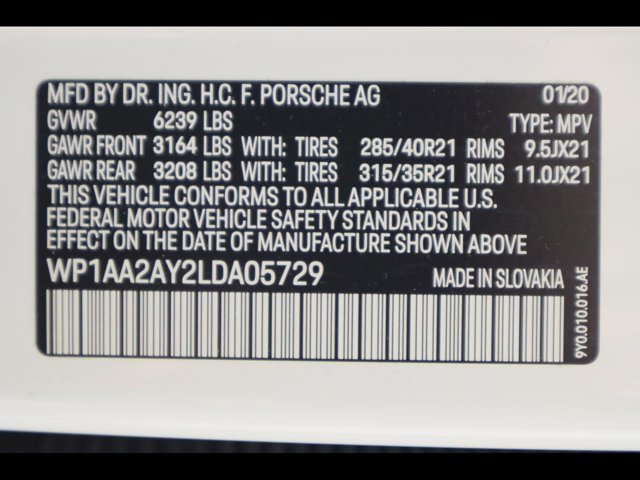 MFD BY DR. ING. H.C. F. PORSCHE AG 01/20
GVWR 6239 LBS TYPE: MPV
GAWR FRONT 3164 LBS WITH: TIRES 285/40R21 RIMS 9.5JX21
GAWR REAR 3208 LBS WITH: TIRES 315/35R21 RIMS 11.0JX21
THIS VEHICLE CONFORMS TO ALL APPLICABLE U.S.
FEDERAL MOTOR VEHICLE SAFETY STANDARDS IN
EFFECT ON THE DATE OF MANUFACTURE SHOWN ABOVE
WP1AA2AY2LDA05729 MADE IN SLOVAKIA
9Y0.010.016.AE